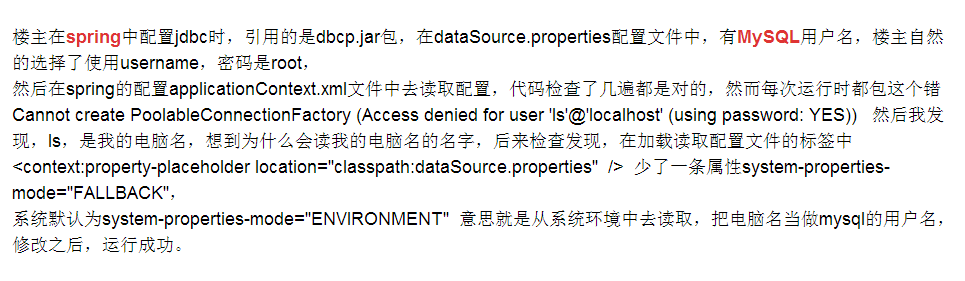 楼主在spring中配置jdbc时，引用的是dbcp.jar包，在dataSource.properties配置文件中，有MySQL用户名，楼主自然
的选择了使用username，密码是root，
然后在spring的配置applicationContext.xml文件中去读取配置，代码检查了几遍都是对的，然而每次运行时都包这个错
Cannot create PoolableConnectionFactory (Access denied for user 'ls'@'localhost' (using password: YES)) 然后我发
现，ls，是我的电脑名，想到为什么会读我的电脑名的名字，后来检查发现，在加载读取配置文件的标签中
<context:property-placeholder location="classpath:dataSource.properties" /> 少了一条属性system-properties-
mode="FALLBACK"，
系统默认为system-properties-mode="ENVIRONMENT" 意思就是从系统环境中去读取，把电脑名当做mysql的用户名，
修改之后，运行成功。